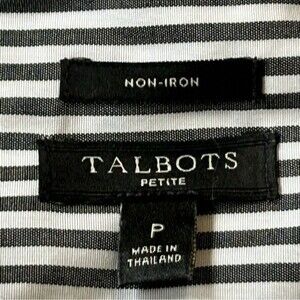 NON-IRON
TALBOTS
PETITE
P
MADE IN
THAILAND